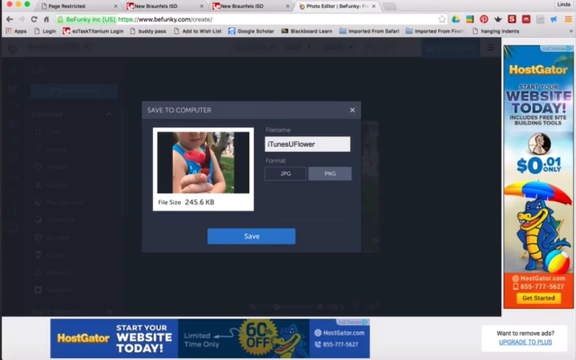 Page Restricted
New Braunfels ISD
New Braunfels ISD
Photo Editor | BeFunky: Fr
Linda
BeFunky Inc [US] https://www.befunky.com/create/
Apps
Login
ezTaskTitanium Login
buddy pass
Add to Wish List
Google Scholar
Blackboard Learn
Imported From Safari
Imported From Firef
hanging indents
SAVE TO COMPUTER
Filename
iTunesUFlower
Format
JPG
PNG
File Size 245.6 KB
Save
HostGator
START YOUR
WEBSITE
TODAY!
INCLUDES FREE SITE
BUILDING TOOLS
$0.01
ONLY
HostGator.com
855-777-5627
Get Started
HostGator
START YOUR
WEBSITE
TODAY!
Limited
Time Only
60%
OFF
HostGator.com
855-777-5627
Want to remove ads?
UPGRADE TO PLUS